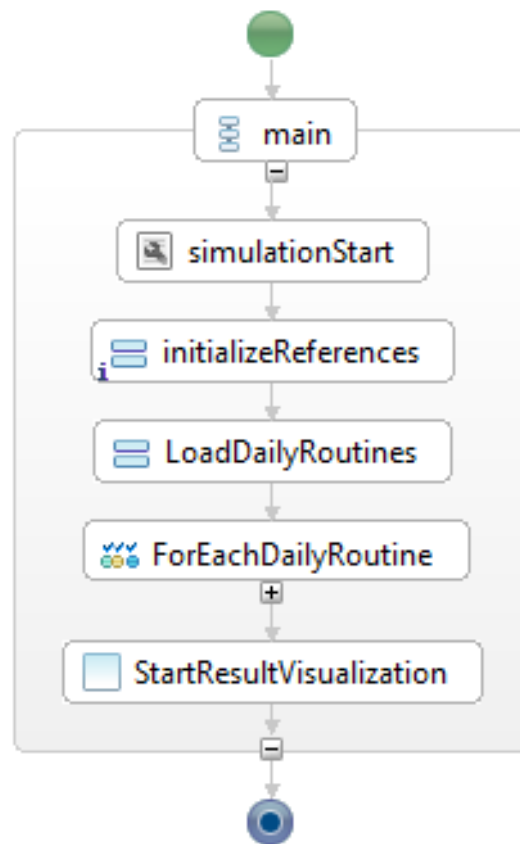 main
simulationStart
initializeReferences
LoadDailyRoutines
ForEachDailyRoutine
StartResultVisualization